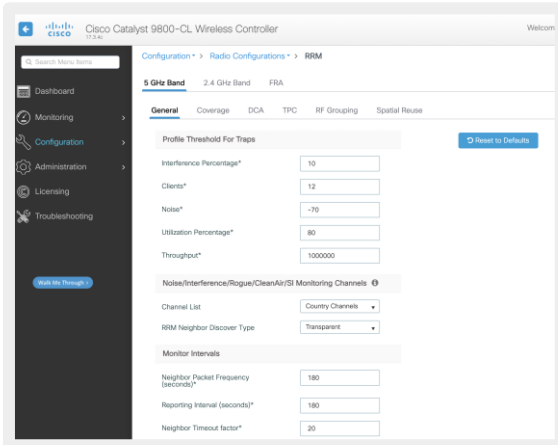 CISCO
Cisco Catalyst 9800-CL Wireless Controller
Welcom
Search Menu Items
Dashboard
Monitoring
Configuration
Administration
Licensing
Troubleshooting
Walk Me Through
Configuration > Radio Configurations > RRM
5 GHz Band 2.4 GHz Band FRA
General Coverage DCA TPC RF Grouping Spatial Reuse
Profile Threshold For Traps
Reset to Defaults
Interference Percentage* 10
Clients* 12
Noise* -70
Utilization Percentage* 80
Throughput* 1000000
Noise/Interference/Rogue/CleanAir/SI Monitoring Channels
Channel List Country Channels
RRM Neighbor Discover Type Transparent
Monitor Intervals
Neighbor Packet Frequency
(seconds)* 180
Reporting Interval (seconds)* 180
Neighbor Timeout factor* 20